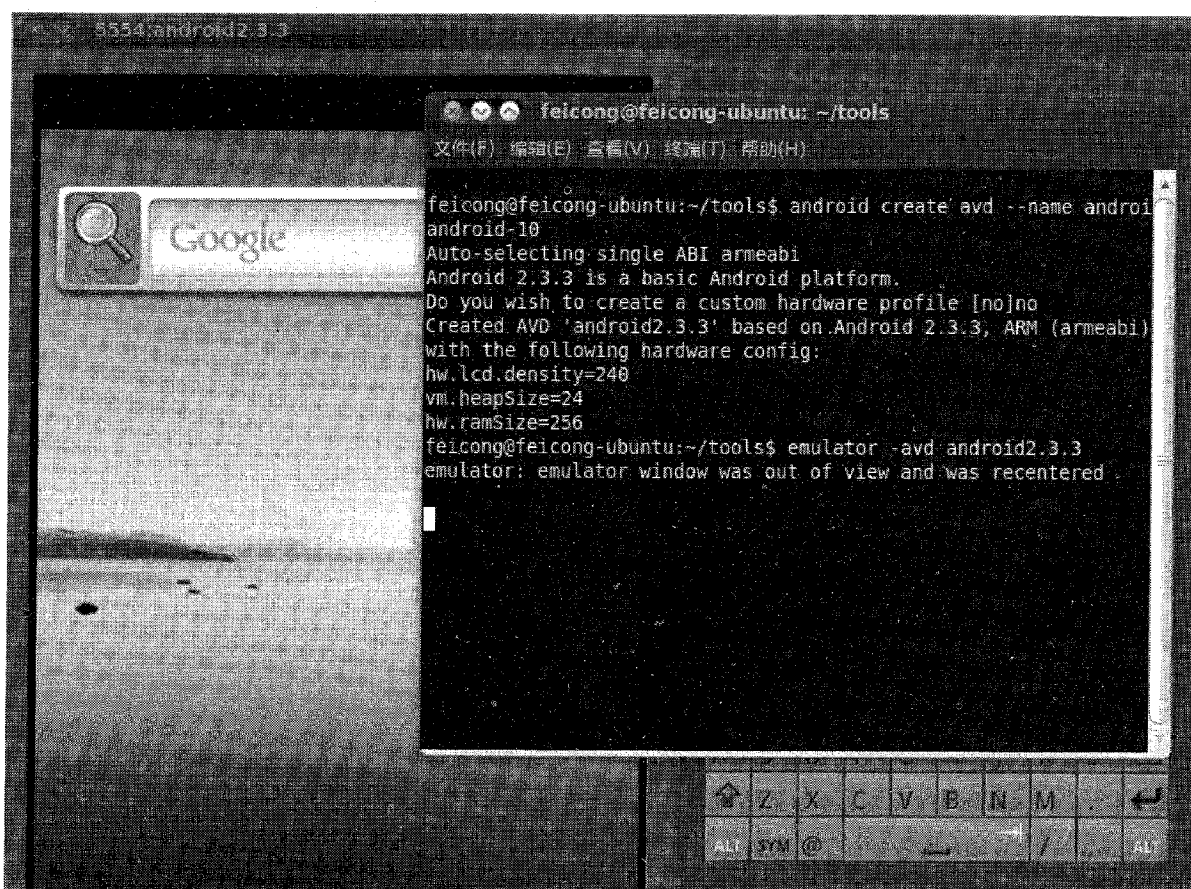 5554:android2.3.3
Google
feicong@feicong-ubuntu: ~/tools
文件(F) 编辑(E) 查看(V) 终端(T) 帮助(H)
feicong@feicong-ubuntu:~/tools$ android create avd --name androi
android-10
Auto-selecting single ABI armeabi
Android 2.3.3 is a basic Android platform.
Do you wish to create a custom hardware profile [no]no
Created AVD 'android2.3.3' based on Android 2.3.3, ARM (armeabi)
with the following hardware config:
hw.lcd.density=240
vm.heapSize=24
hw.ramSize=256
feicong@feicong-ubuntu:~/tools$ emulator -avd android2.3.3
emulator: emulator window was out of view and was recentered
Z X C V B N M .
ALT SYM @ / ALT